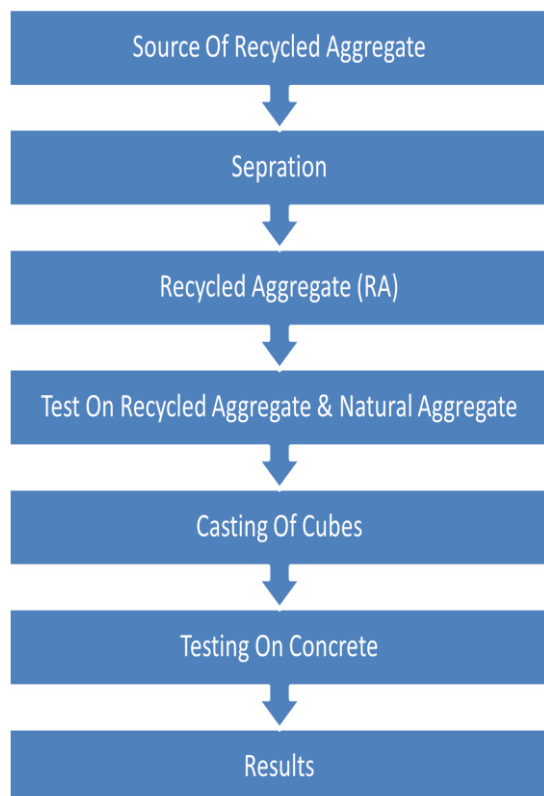 Source Of Recycled Aggregate
Sepration
Recycled Aggregate (RA)
Test On Recycled Aggregate & Natural Aggregate
Casting Of Cubes
Testing On Concrete
Results